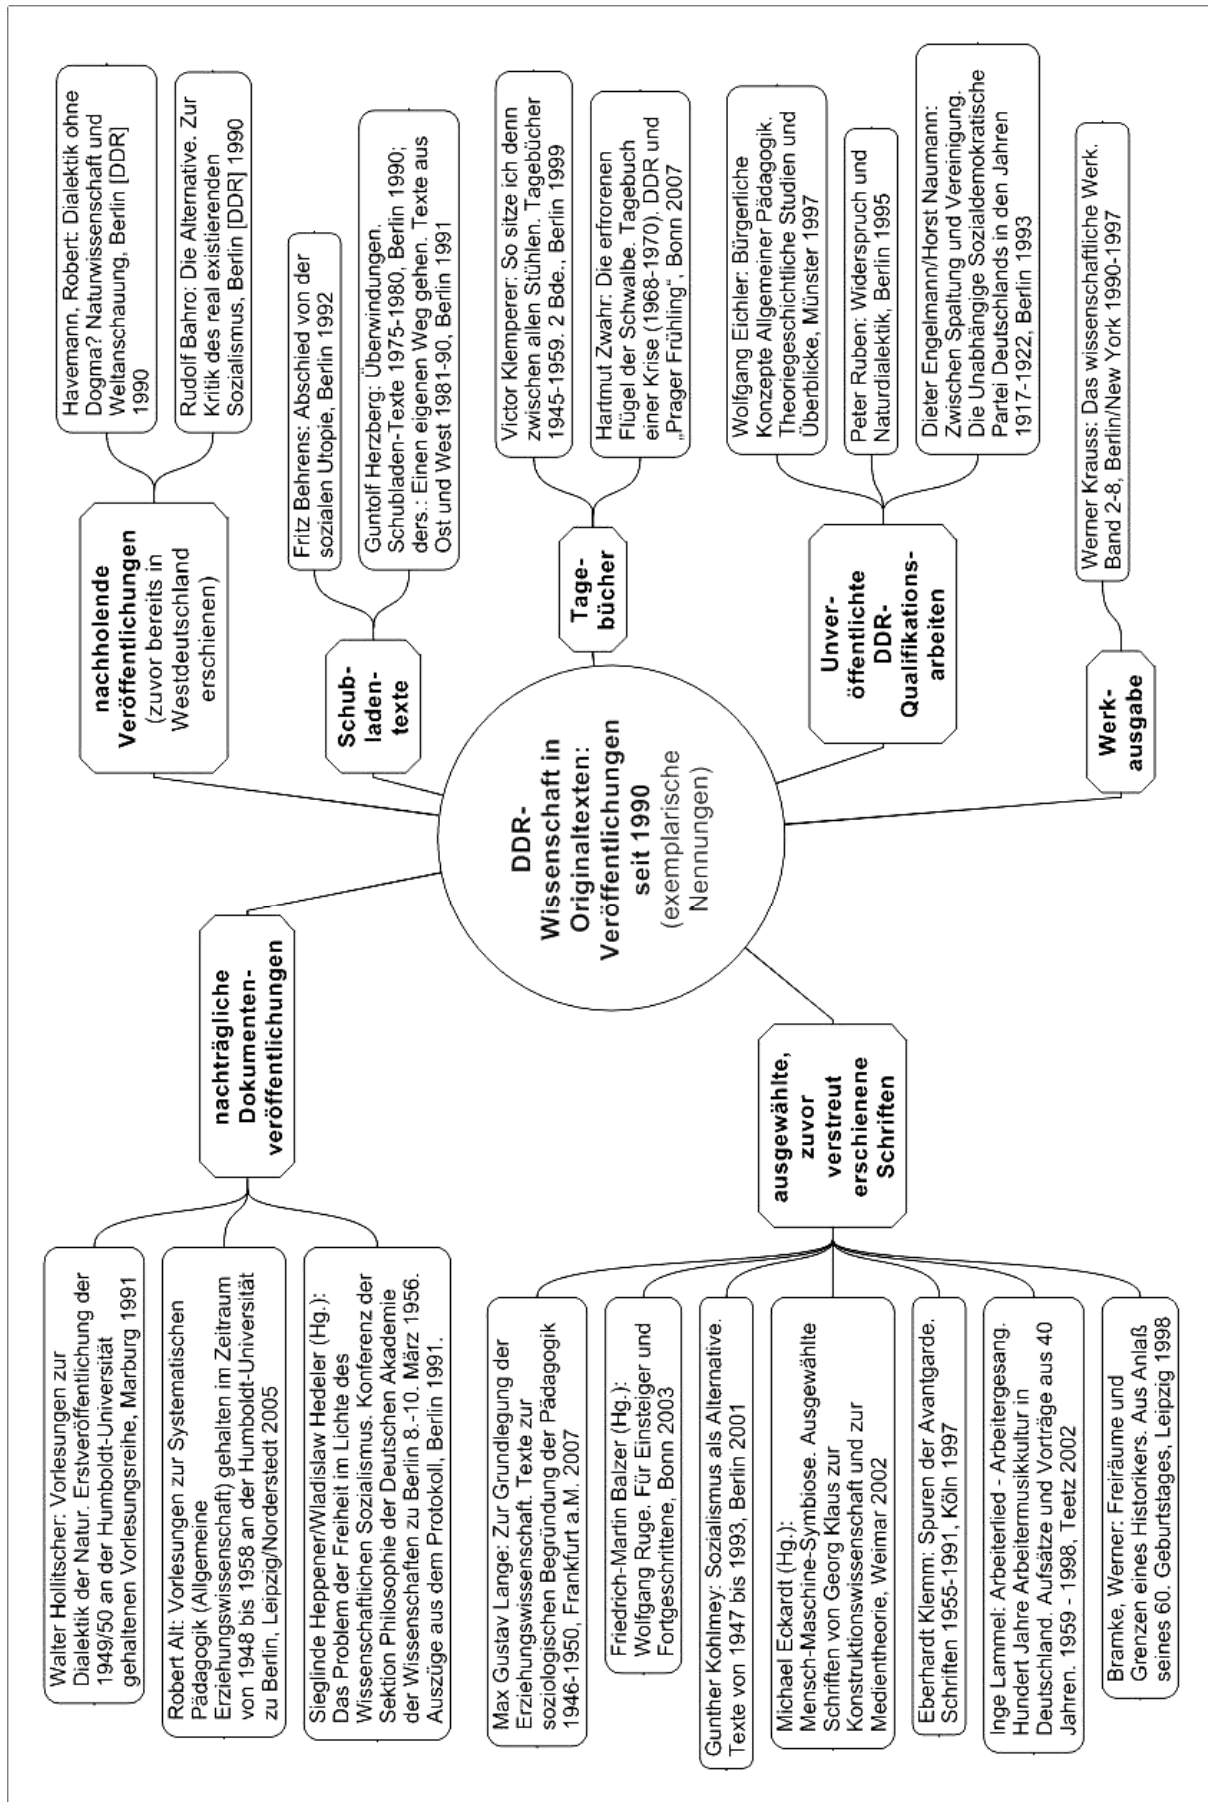 DDR-
Wissenschaft in
Originaltexten:
Veröffentlichungen
seit 1990
(exemplarische
Nennungen)
nachträgliche
Dokumenten-
veröffentlichungen
Walter Hollitscher: Vorlesungen zur
Dialektik der Natur. Erstveröffentlichung der
1949/50 an der Humboldt-Universität
gehaltenen Vorlesungsreihe, Marburg 1991
Robert Alt: Vorlesungen zur Systematischen
Pädagogik (Allgemeine
Erziehungswissenschaft) gehalten im Zeitraum
von 1948 bis 1958 an der Humboldt-Universität
zu Berlin, Leipzig/Norderstedt 2005
Sieglinde Heppener/Wladislaw Hedeler (Hg.):
Das Problem der Freiheit im Lichte des
Wissenschaftlichen Sozialismus. Konferenz der
Sektion Philosophie der Deutschen Akademie
der Wissenschaften zu Berlin 8.-10. März 1956.
Auszüge aus dem Protokoll, Berlin 1991.
ausgewählte,
zuvor
verstreut
erschienene
Schriften
Max Gustav Lange: Zur Grundlegung der
Erziehungswissenschaft. Texte zur
soziologischen Begründung der Pädagogik
1946-1950, Frankfurt a.M. 2007
Friedrich-Martin Balzer (Hg.):
Wolfgang Ruge. Für Einsteiger und
Fortgeschrittene, Bonn 2003
Gunther Kohlmey: Sozialismus als Alternative.
Texte von 1947 bis 1993, Berlin 2001
Michael Eckardt (Hg.):
Mensch-Maschine-Symbiose. Ausgewählte
Schriften von Georg Klaus zur
Konstruktionswissenschaft und zur
Medientheorie, Weimar 2002
Eberhardt Klemm: Spuren der Avantgarde.
Schriften 1955-1991, Köln 1997
Inge Lammel: Arbeiterlied - Arbeitergesang.
Hundert Jahre Arbeitermusikkultur in
Deutschland. Aufsätze und Vorträge aus 40
Jahren. 1959 - 1998, Teetz 2002
Bramke, Werner: Freiräume und
Grenzen eines Historikers. Aus Anlaß
seines 60. Geburtstages, Leipzig 1998
nachholende
Veröffentlichungen
(zuvor bereits in
Westdeutschland
erschienen)
Havemann, Robert: Dialektik ohne
Dogma? Naturwissenschaft und
Weltanschauung, Berlin [DDR]
1990
Rudolf Bahro: Die Alternative. Zur
Kritik des real existierenden
Sozialismus, Berlin [DDR] 1990
Schub-
laden-
texte
Fritz Behrens: Abschied von der
sozialen Utopie, Berlin 1992
Guntolf Herzberg: Überwindungen.
Schubladen-Texte 1975-1980, Berlin 1990;
ders.: Einen eigenen Weg gehen. Texte aus
Ost und West 1981-90, Berlin 1991
Tage-
bücher
Victor Klemperer: So sitze ich denn
zwischen allen Stühlen. Tagebücher
1945-1959. 2 Bde., Berlin 1999
Hartmut Zwahr: Die erfrorenen
Flügel der Schwalbe. Tagebuch
einer Krise (1968-1970). DDR und
„Prager Frühling“, Bonn 2007
Unver-
öffentlichte
DDR-
Qualifikations-
arbeiten
Wolfgang Eichler: Bürgerliche
Konzepte Allgemeiner Pädagogik.
Theoriegeschichtliche Studien und
Überblicke, Münster 1997
Peter Ruben: Widerspruch und
Naturdialektik, Berlin 1995
Dieter Engelmann/Horst Naumann:
Zwischen Spaltung und Vereinigung.
Die Unabhängige Sozialdemokratische
Partei Deutschlands in den Jahren
1917-1922, Berlin 1993
Werk-
ausgabe
Werner Krauss: Das wissenschaftliche Werk.
Band 2-8, Berlin/New York 1990-1997